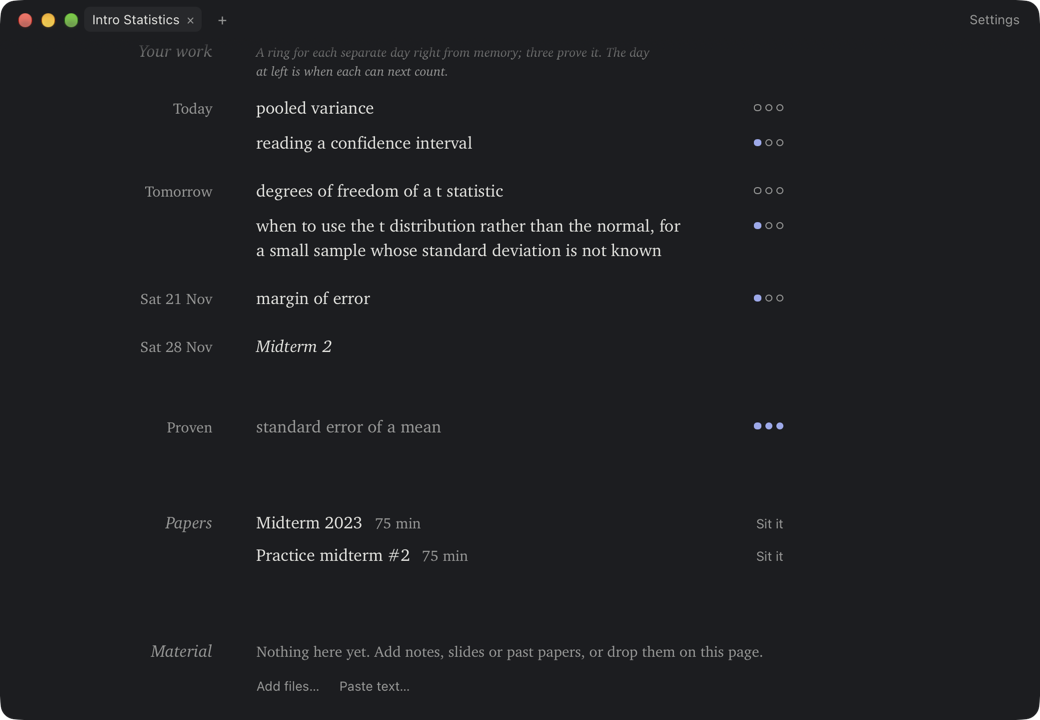 Intro Statistics × +
Settings
Your work
A ring for each separate day right from memory; three prove it. The day
at left is when each can next count.
Today
pooled variance
reading a confidence interval
Tomorrow
degrees of freedom of a t statistic
when to use the t distribution rather than the normal, for
a small sample whose standard deviation is not known
Sat 21 Nov
margin of error
Sat 28 Nov
Midterm 2
Proven
standard error of a mean
Papers
Midterm 2023 75 min
Sit it
Practice midterm #2 75 min
Sit it
Material
Nothing here yet. Add notes, slides or past papers, or drop them on this page.
Add files... Paste text...